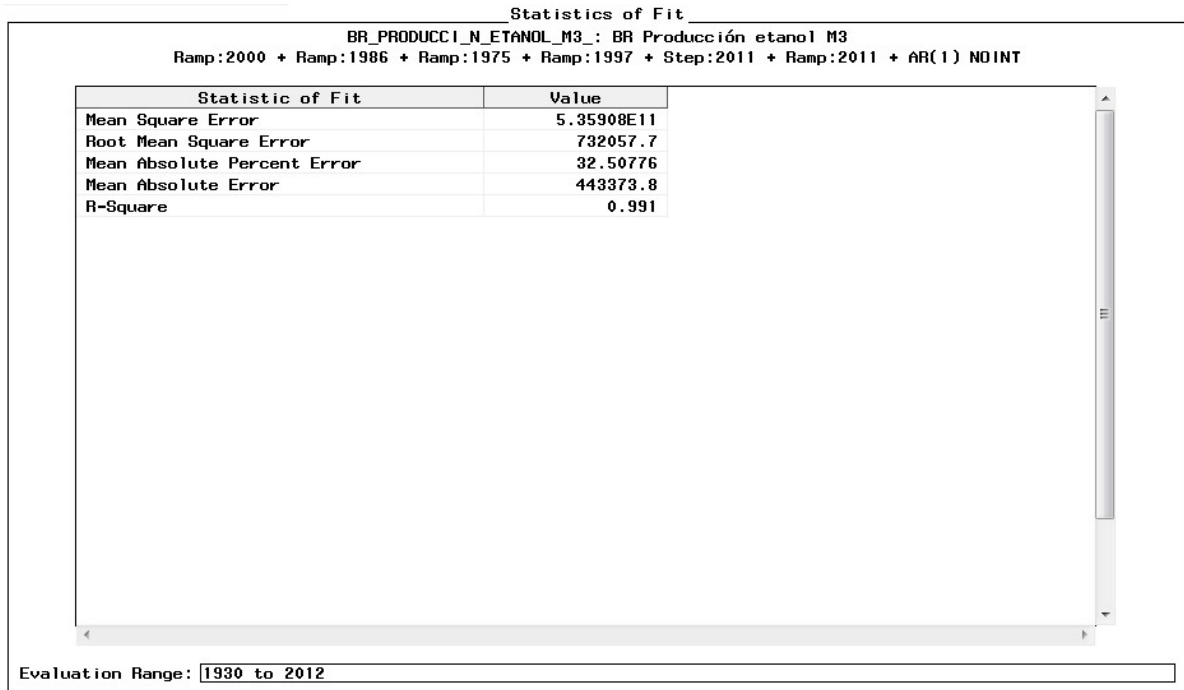 Statistics of Fit
BR_PRODUCCI_N_ETANOL_M3_: BR Producción etanol M3
Ramp:2000 + Ramp:1986 + Ramp:1975 + Ramp:1997 + Step:2011 + Ramp:2011 + AR(1) NOINT
Statistic of Fit Value
Mean Square Error 5.35908E11
Root Mean Square Error 732057.7
Mean Absolute Percent Error 32.50776
Mean Absolute Error 443373.8
R-Square 0.991
Evaluation Range: 1930 to 2012